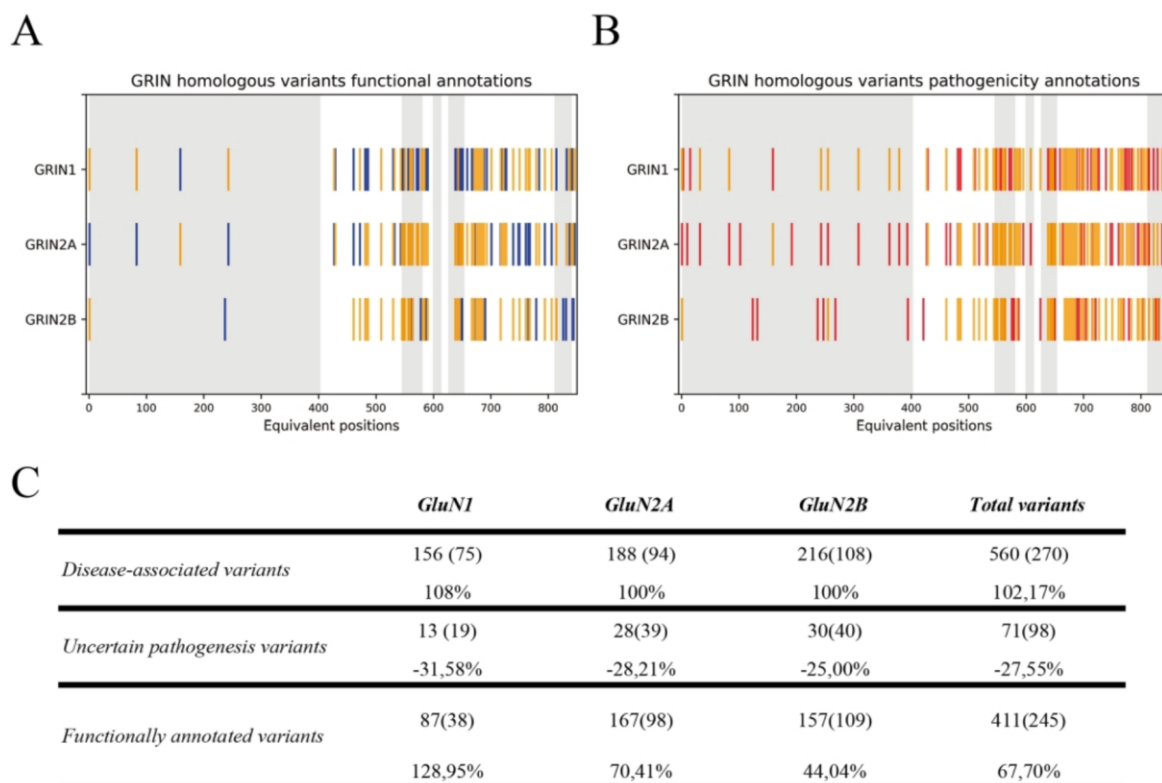 A
B
GRIN homologous variants functional annotations
GRIN homologous variants pathogenicity annotations
GRIN1
GRIN2A
GRIN2B
0 100 200 300 400 500 600 700 800
Equivalent positions
GRIN1
GRIN2A
GRIN2B
0 100 200 300 400 500 600 700 800
Equivalent positions
C
GluN1 GluN2A GluN2B Total variants
Disease-associated variants
156 (75) 188 (94) 216(108) 560 (270)
108% 100% 100% 102,17%
Uncertain pathogenesis variants
13 (19) 28(39) 30(40) 71(98)
-31,58% -28,21% -25,00% -27,55%
Functionally annotated variants
87(38) 167(98) 157(109) 411(245)
128,95% 70,41% 44,04% 67,70%